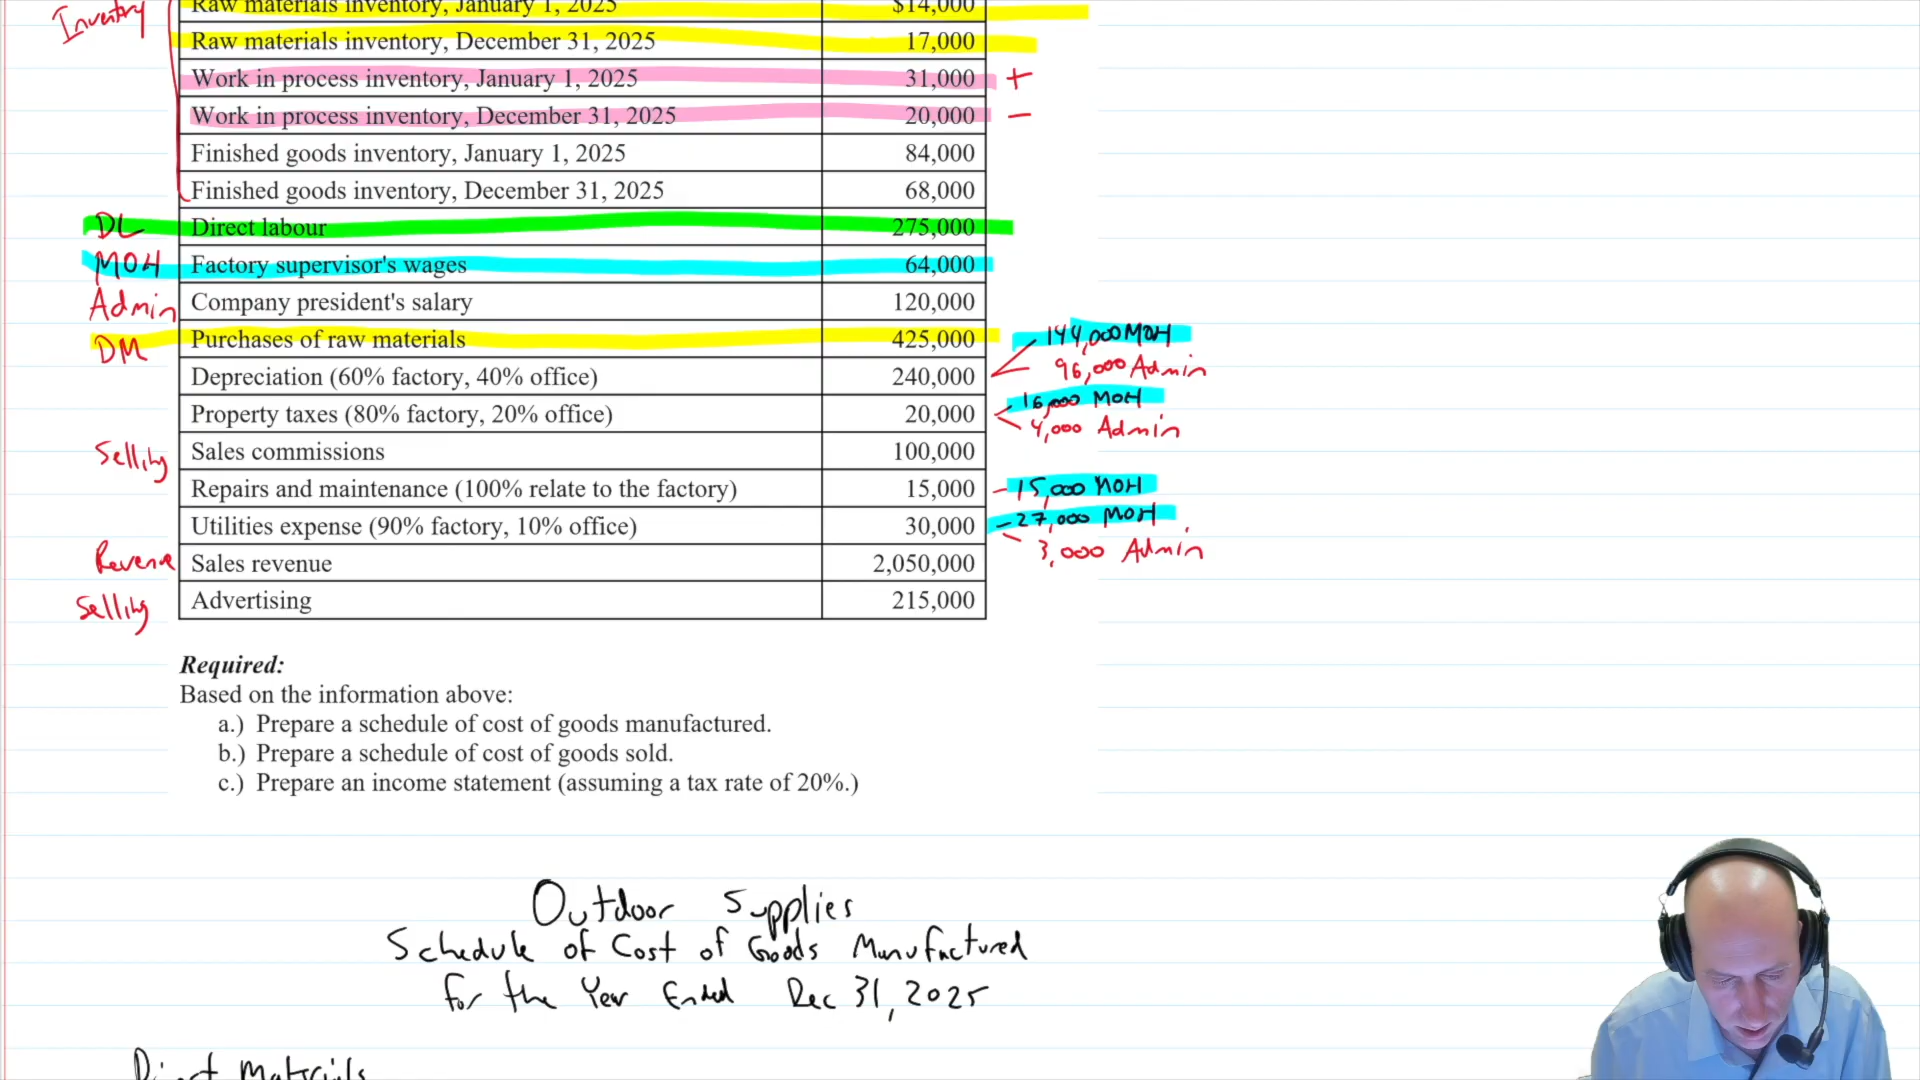 Inventory
Raw materials inventory, January 1, 2025 $14,000
Raw materials inventory, December 31, 2025 17,000
Work in process inventory, January 1, 2025 31,000 +
Work in process inventory, December 31, 2025 20,000 −
Finished goods inventory, January 1, 2025 84,000
Finished goods inventory, December 31, 2025 68,000
DL Direct labour 275,000
MOH Factory supervisor's wages 64,000
Admin Company president's salary 120,000
DM Purchases of raw materials 425,000
144,000 MOH
Depreciation (60% factory, 40% office) 240,000 96,000 Admin
16,000 MOH
Property taxes (80% factory, 20% office) 20,000 4,000 Admin
Selling Sales commissions 100,000
Repairs and maintenance (100% relate to the factory) 15,000 - 15,000 MOH
Utilities expense (90% factory, 10% office) 30,000 - 27,000 MOH
3,000 Admin
Revenue Sales revenue 2,050,000
Selling Advertising 215,000
Required:
Based on the information above:
a.) Prepare a schedule of cost of goods manufactured.
b.) Prepare a schedule of cost of goods sold.
c.) Prepare an income statement (assuming a tax rate of 20%.)
Outdoor Supplies
Schedule of Cost of Goods Manufactured
for the Year Ended Dec 31, 2025
Direct Materials